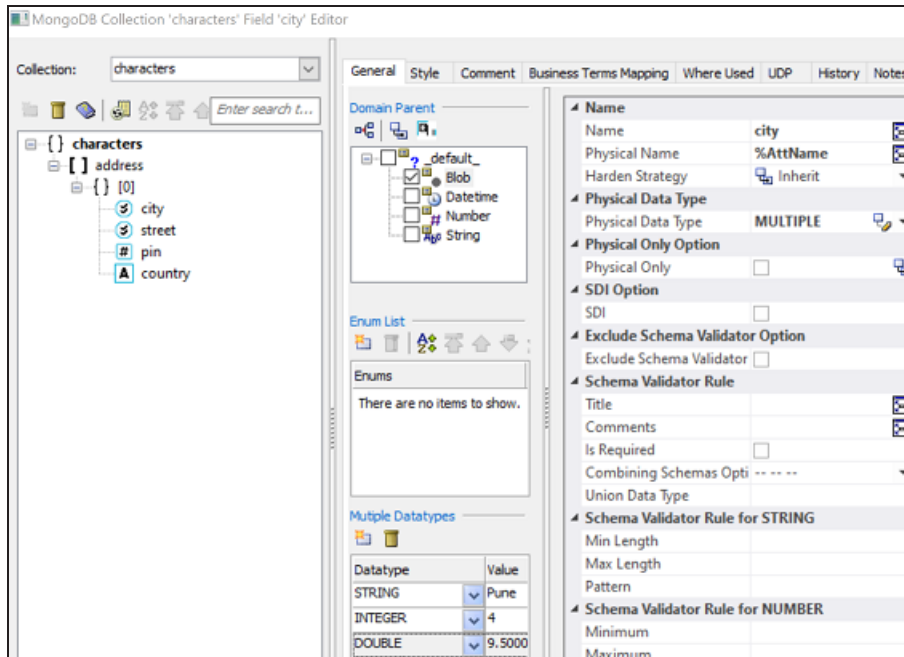 MongoDB Collection 'characters' Field 'city' Editor
Collection: characters
Enter search t...
{ } characters
[ ] address
{ } [0]
city
street
# pin
A country
General Style Comment Business Terms Mapping Where Used UDP History Notes
Domain Parent
_default_
Blob
Datetime
Number
String
Enum List
Enums
There are no items to show.
Mutiple Datatypes
Datatype Value
STRING Pune
INTEGER 4
DOUBLE 9.5000
Name
Name city
Physical Name %AttName
Harden Strategy Inherit
Physical Data Type
Physical Data Type MULTIPLE
Physical Only Option
Physical Only
SDI Option
SDI
Exclude Schema Validator Option
Exclude Schema Validator
Schema Validator Rule
Title
Comments
Is Required
Combining Schemas Opti -- -- --
Union Data Type
Schema Validator Rule for STRING
Min Length
Max Length
Pattern
Schema Validator Rule for NUMBER
Minimum
Maximum